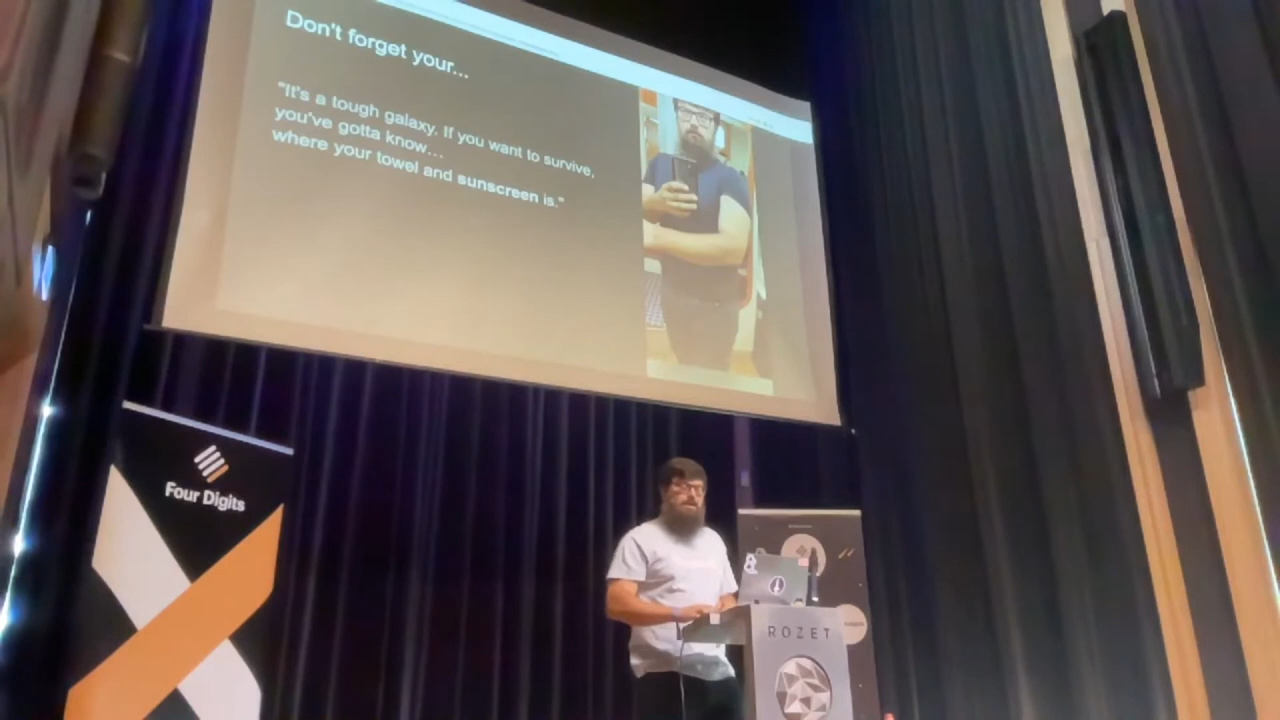 Don't forget your...
"It's a tough galaxy. If you want to survive,
you've gotta know...
where your towel and sunscreen is."
Four Digits
ROZET